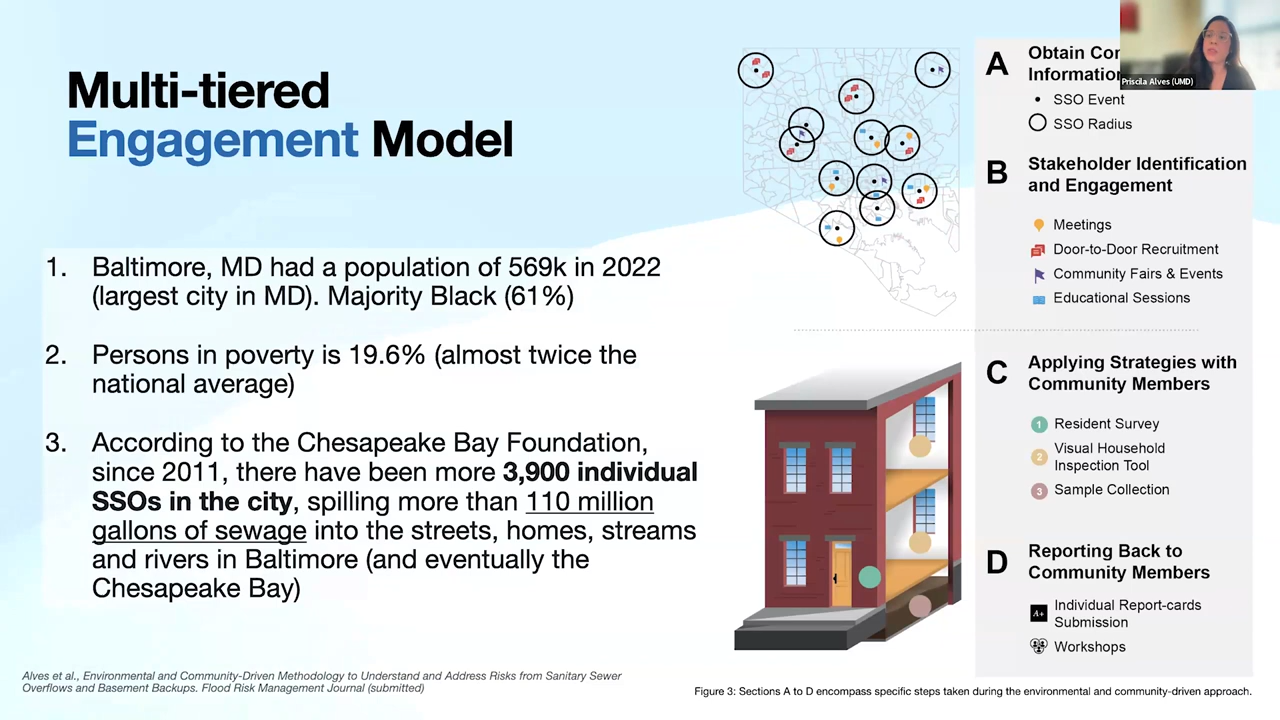 Multi-tiered
Engagement Model
1. Baltimore, MD had a population of 569k in 2022
(largest city in MD). Majority Black (61%)
2. Persons in poverty is 19.6% (almost twice the
national average)
3. According to the Chesapeake Bay Foundation,
since 2011, there have been more 3,900 individual
SSOs in the city, spilling more than 110 million
gallons of sewage into the streets, homes, streams
and rivers in Baltimore (and eventually the
Chesapeake Bay)
Alves et al., Environmental and Community-Driven Methodology to Understand and Address Risks from Sanitary Sewer
Overflows and Basement Backups. Flood Risk Management Journal (submitted)
A Obtain
Information
SSO Event
SSO Radius
B Stakeholder Identification
and Engagement
Meetings
Door-to-Door Recruitment
Community Fairs & Events
Educational Sessions
C Applying Strategies with
Community Members
1 Resident Survey
2 Visual Household
Inspection Tool
3 Sample Collection
D Reporting Back to
Community Members
A+ Individual Report-cards
Submission
Workshops
Figure 3: Sections A to D encompass specific steps taken during the environmental and community-driven approach.
Priscila Alves (UMD)